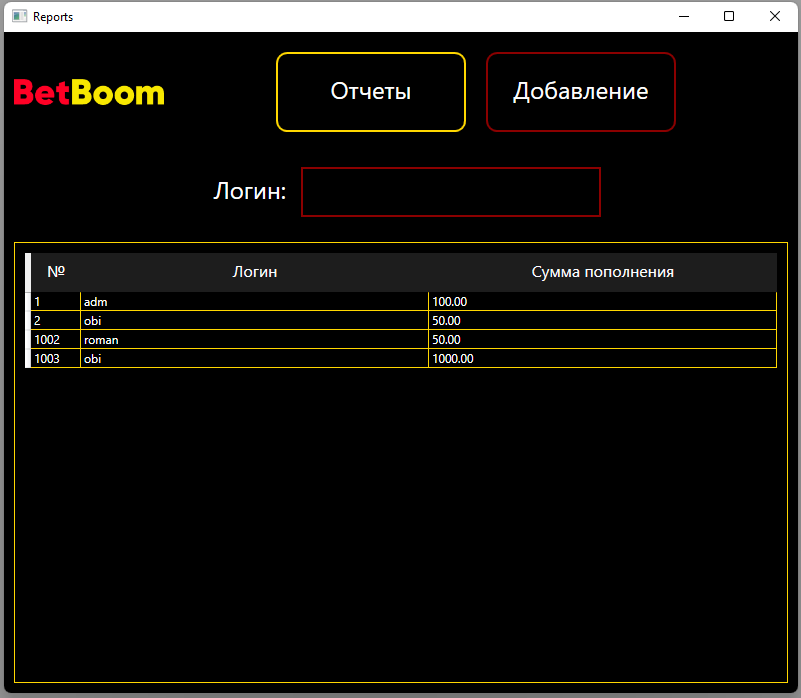 Reports
BetBoom
Отчеты
Добавление
Логин:
№ Логин Сумма пополнения
1 adm 100.00
2 obi 50.00
1002 roman 50.00
1003 obi 1000.00